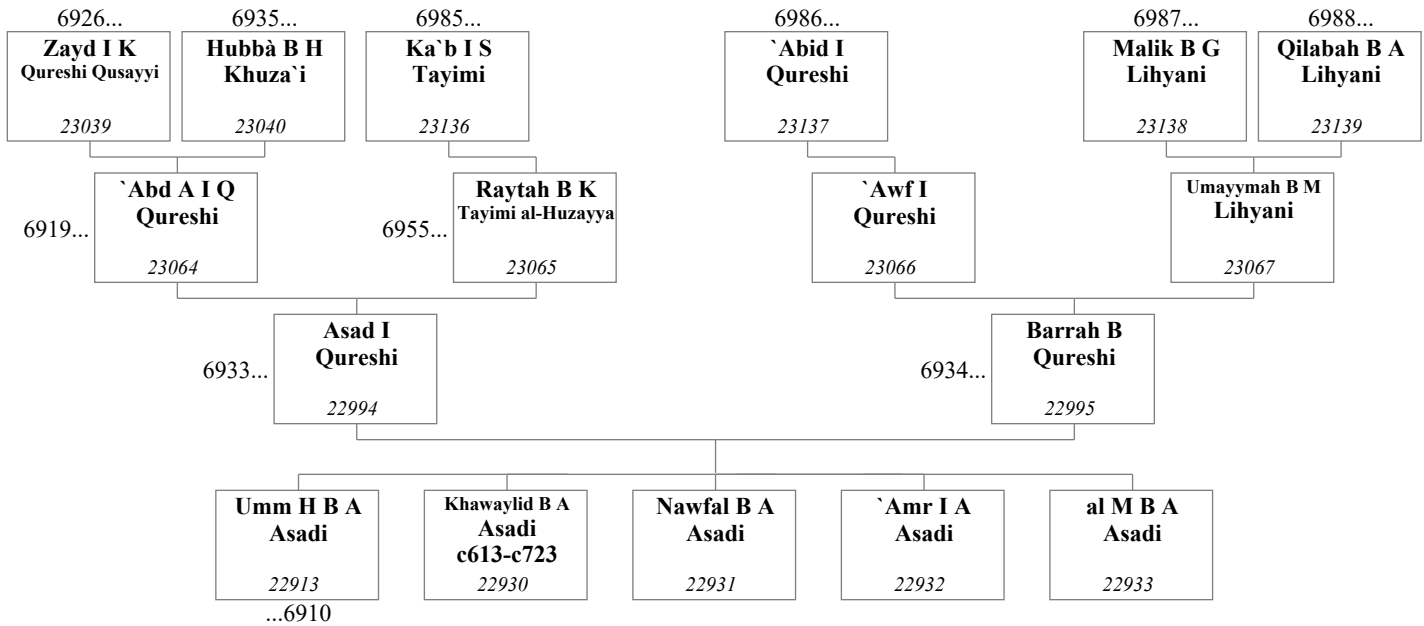 6926...
6935...
6985...
6986...
6987...
6988...
Zayd I K
Qureshi Qusayyi
23039
Hubbà B H
Khuza`i
23040
Ka`b I S
Tayimi
23136
`Abid I
Qureshi
23137
Malik B G
Lihyani
23138
Qilabah B A
Lihyani
23139
6919...
`Abd A I Q
Qureshi
23064
6955...
Raytah B K
Tayimi al-Huzayya
23065
`Awf I
Qureshi
23066
Umayymah B M
Lihyani
23067
6933...
Asad I
Qureshi
22994
6934...
Barrah B
Qureshi
22995
Umm H B A
Asadi
22913
...6910
Khawaylid B A
Asadi
c613-c723
22930
Nawfal B A
Asadi
22931
`Amr I A
Asadi
22932
al M B A
Asadi
22933